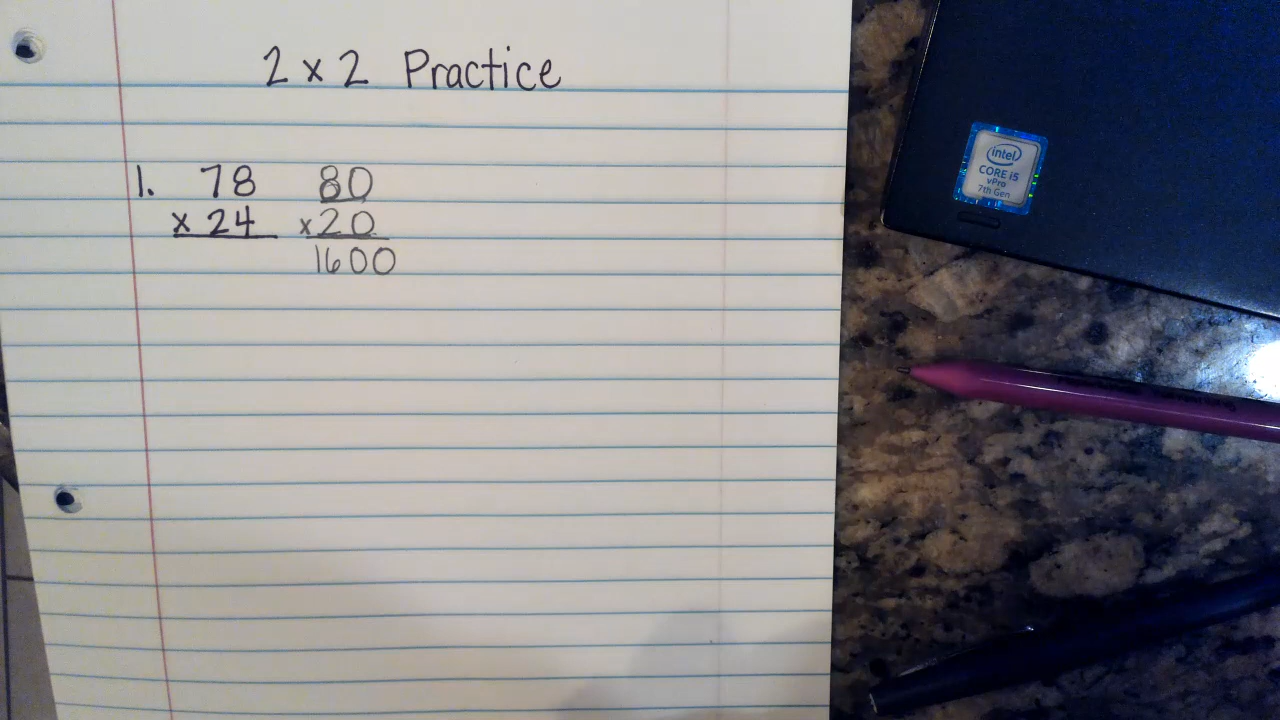 2 x 2 Practice
1. 78 80
x 24 x 20
1600
intel
CORE i5
vPro
7th Gen